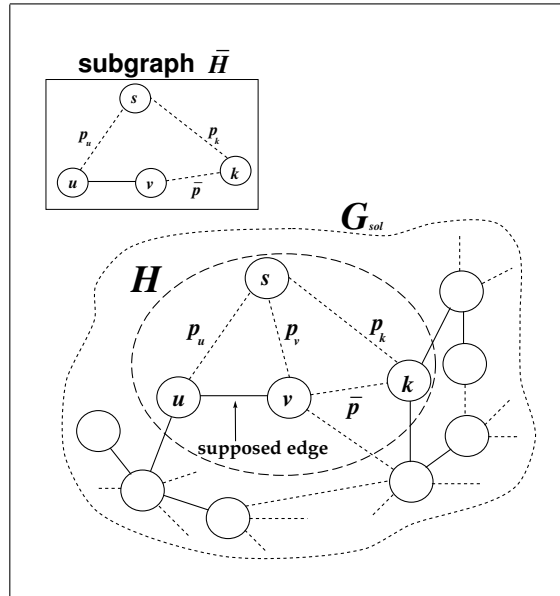 subgraph H̄
s
p_u
p_k
u
v
p̄
k
G_sol
H
s
p_u
p_v
p_k
u
v
p̄
k
supposed edge